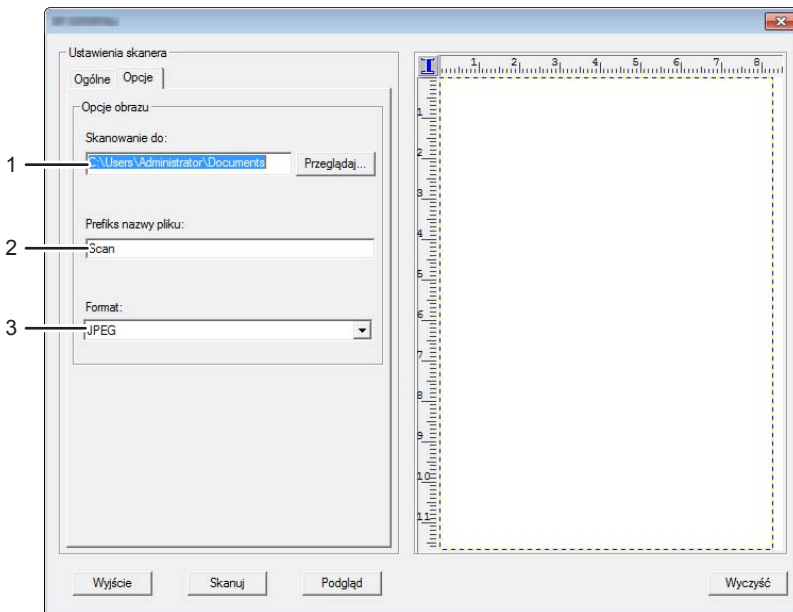 Ustawienia skanera
Ogólne Opcje
Opcje obrazu
Skanowanie do:
1
C:\Users\Administrator\Documents Przeglądaj...
Prefiks nazwy pliku:
2
Scan
Format:
3
JPEG
1 2 3 4 5 6 7 8
1
2
3
4
5
6
7
8
9
10
11
Wyjście Skanuj Podgląd Wyczyść